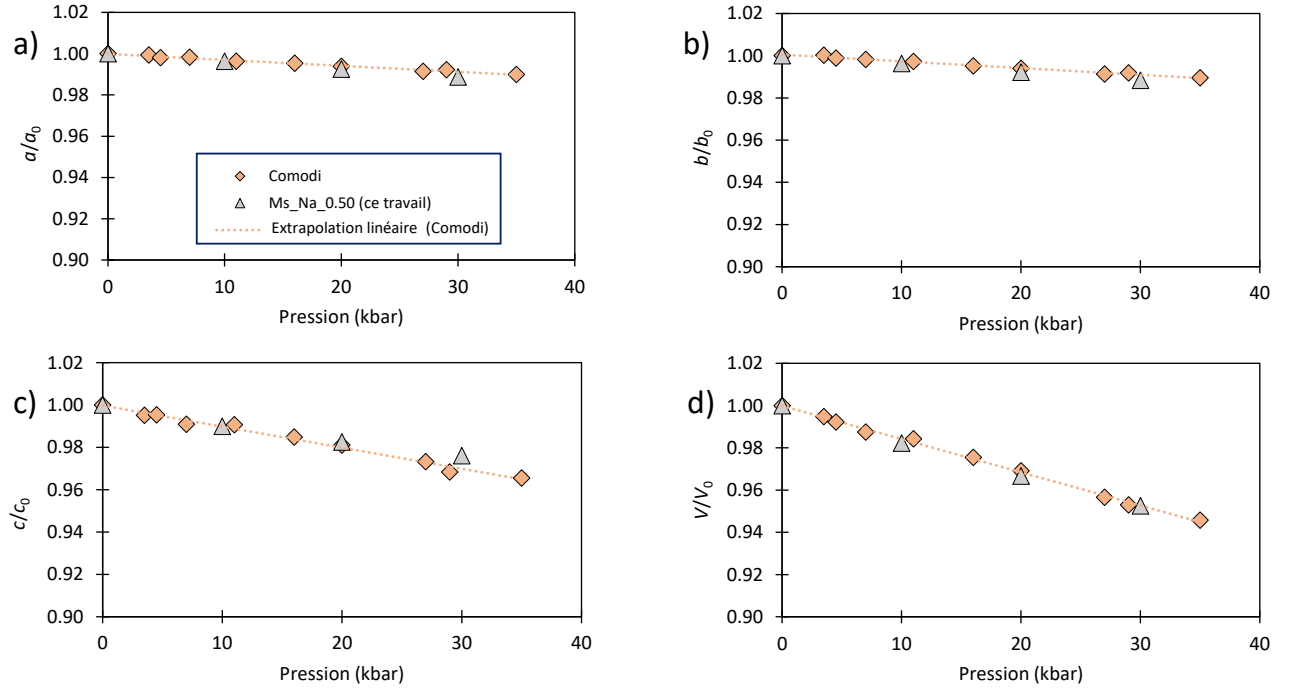 a)
1.02
1.00
0.98
0.96
0.94
0.92
0.90
a/a0
Comodi
Ms_Na_0.50 (ce travail)
Extrapolation linéaire (Comodi)
0 10 20 30 40
Pression (kbar)
b)
1.02
1.00
0.98
0.96
0.94
0.92
0.90
b/b0
0 10 20 30 40
Pression (kbar)
c)
1.02
1.00
0.98
0.96
0.94
0.92
0.90
c/c0
0 10 20 30 40
Pression (kbar)
d)
1.02
1.00
0.98
0.96
0.94
0.92
0.90
V/V0
0 10 20 30 40
Pression (kbar)